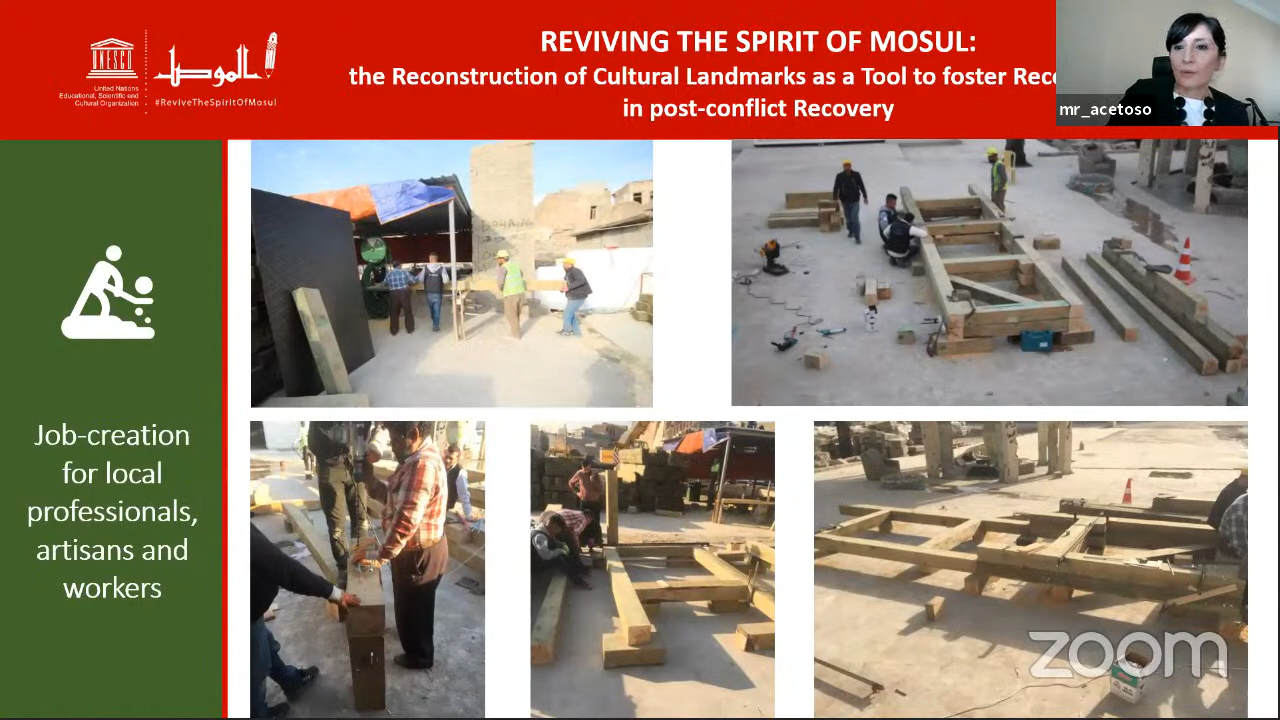 UNESCO
United Nations
Educational, Scientific and
Cultural Organization
الموصل
#ReviveTheSpiritOfMosul
REVIVING THE SPIRIT OF MOSUL:
the Reconstruction of Cultural Landmarks as a Tool to foster Rec
in post-conflict Recovery
mr_acetoso
Job-creation
for local
professionals,
artisans and
workers
zoom